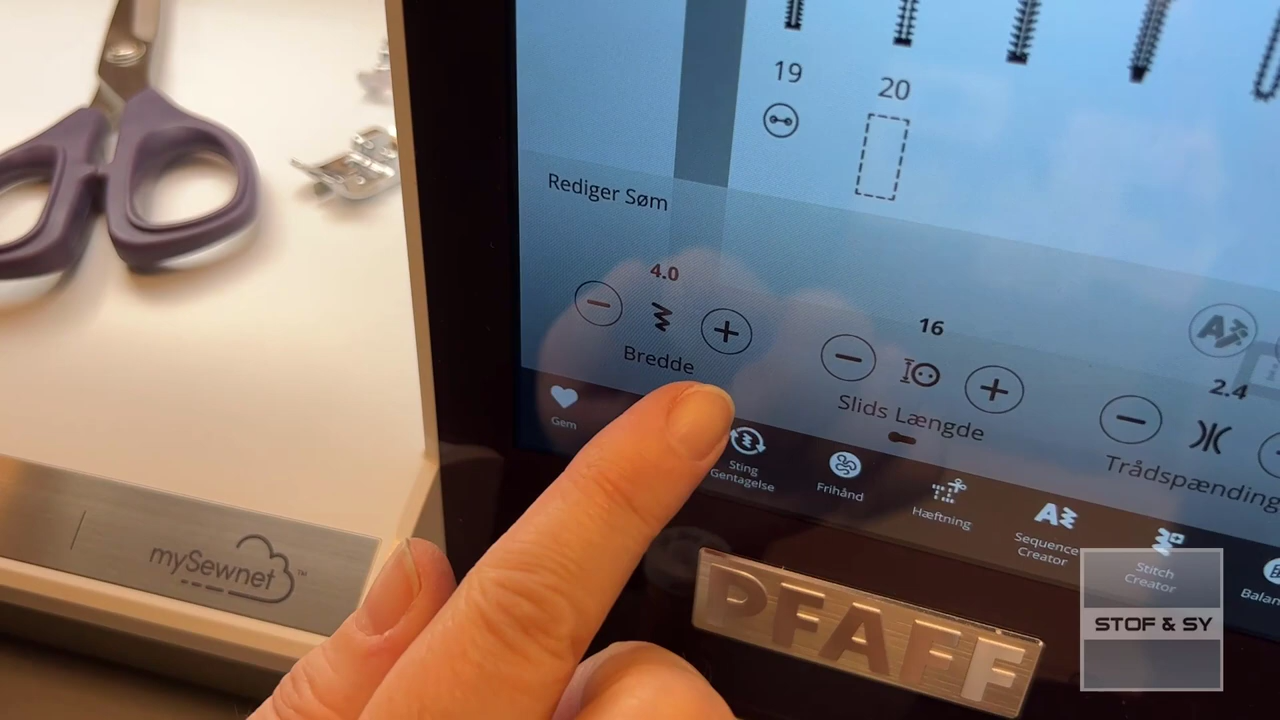 19
20
Rediger Søm
4.0
Bredde
16
Slids Længde
2.4
Trådspænding
Gem
Sting
Gentagelse
Frihånd
Hæftning
Sequence
Creator
Stitch
Creator
mySewnet™
PFAFF
STOF & SY